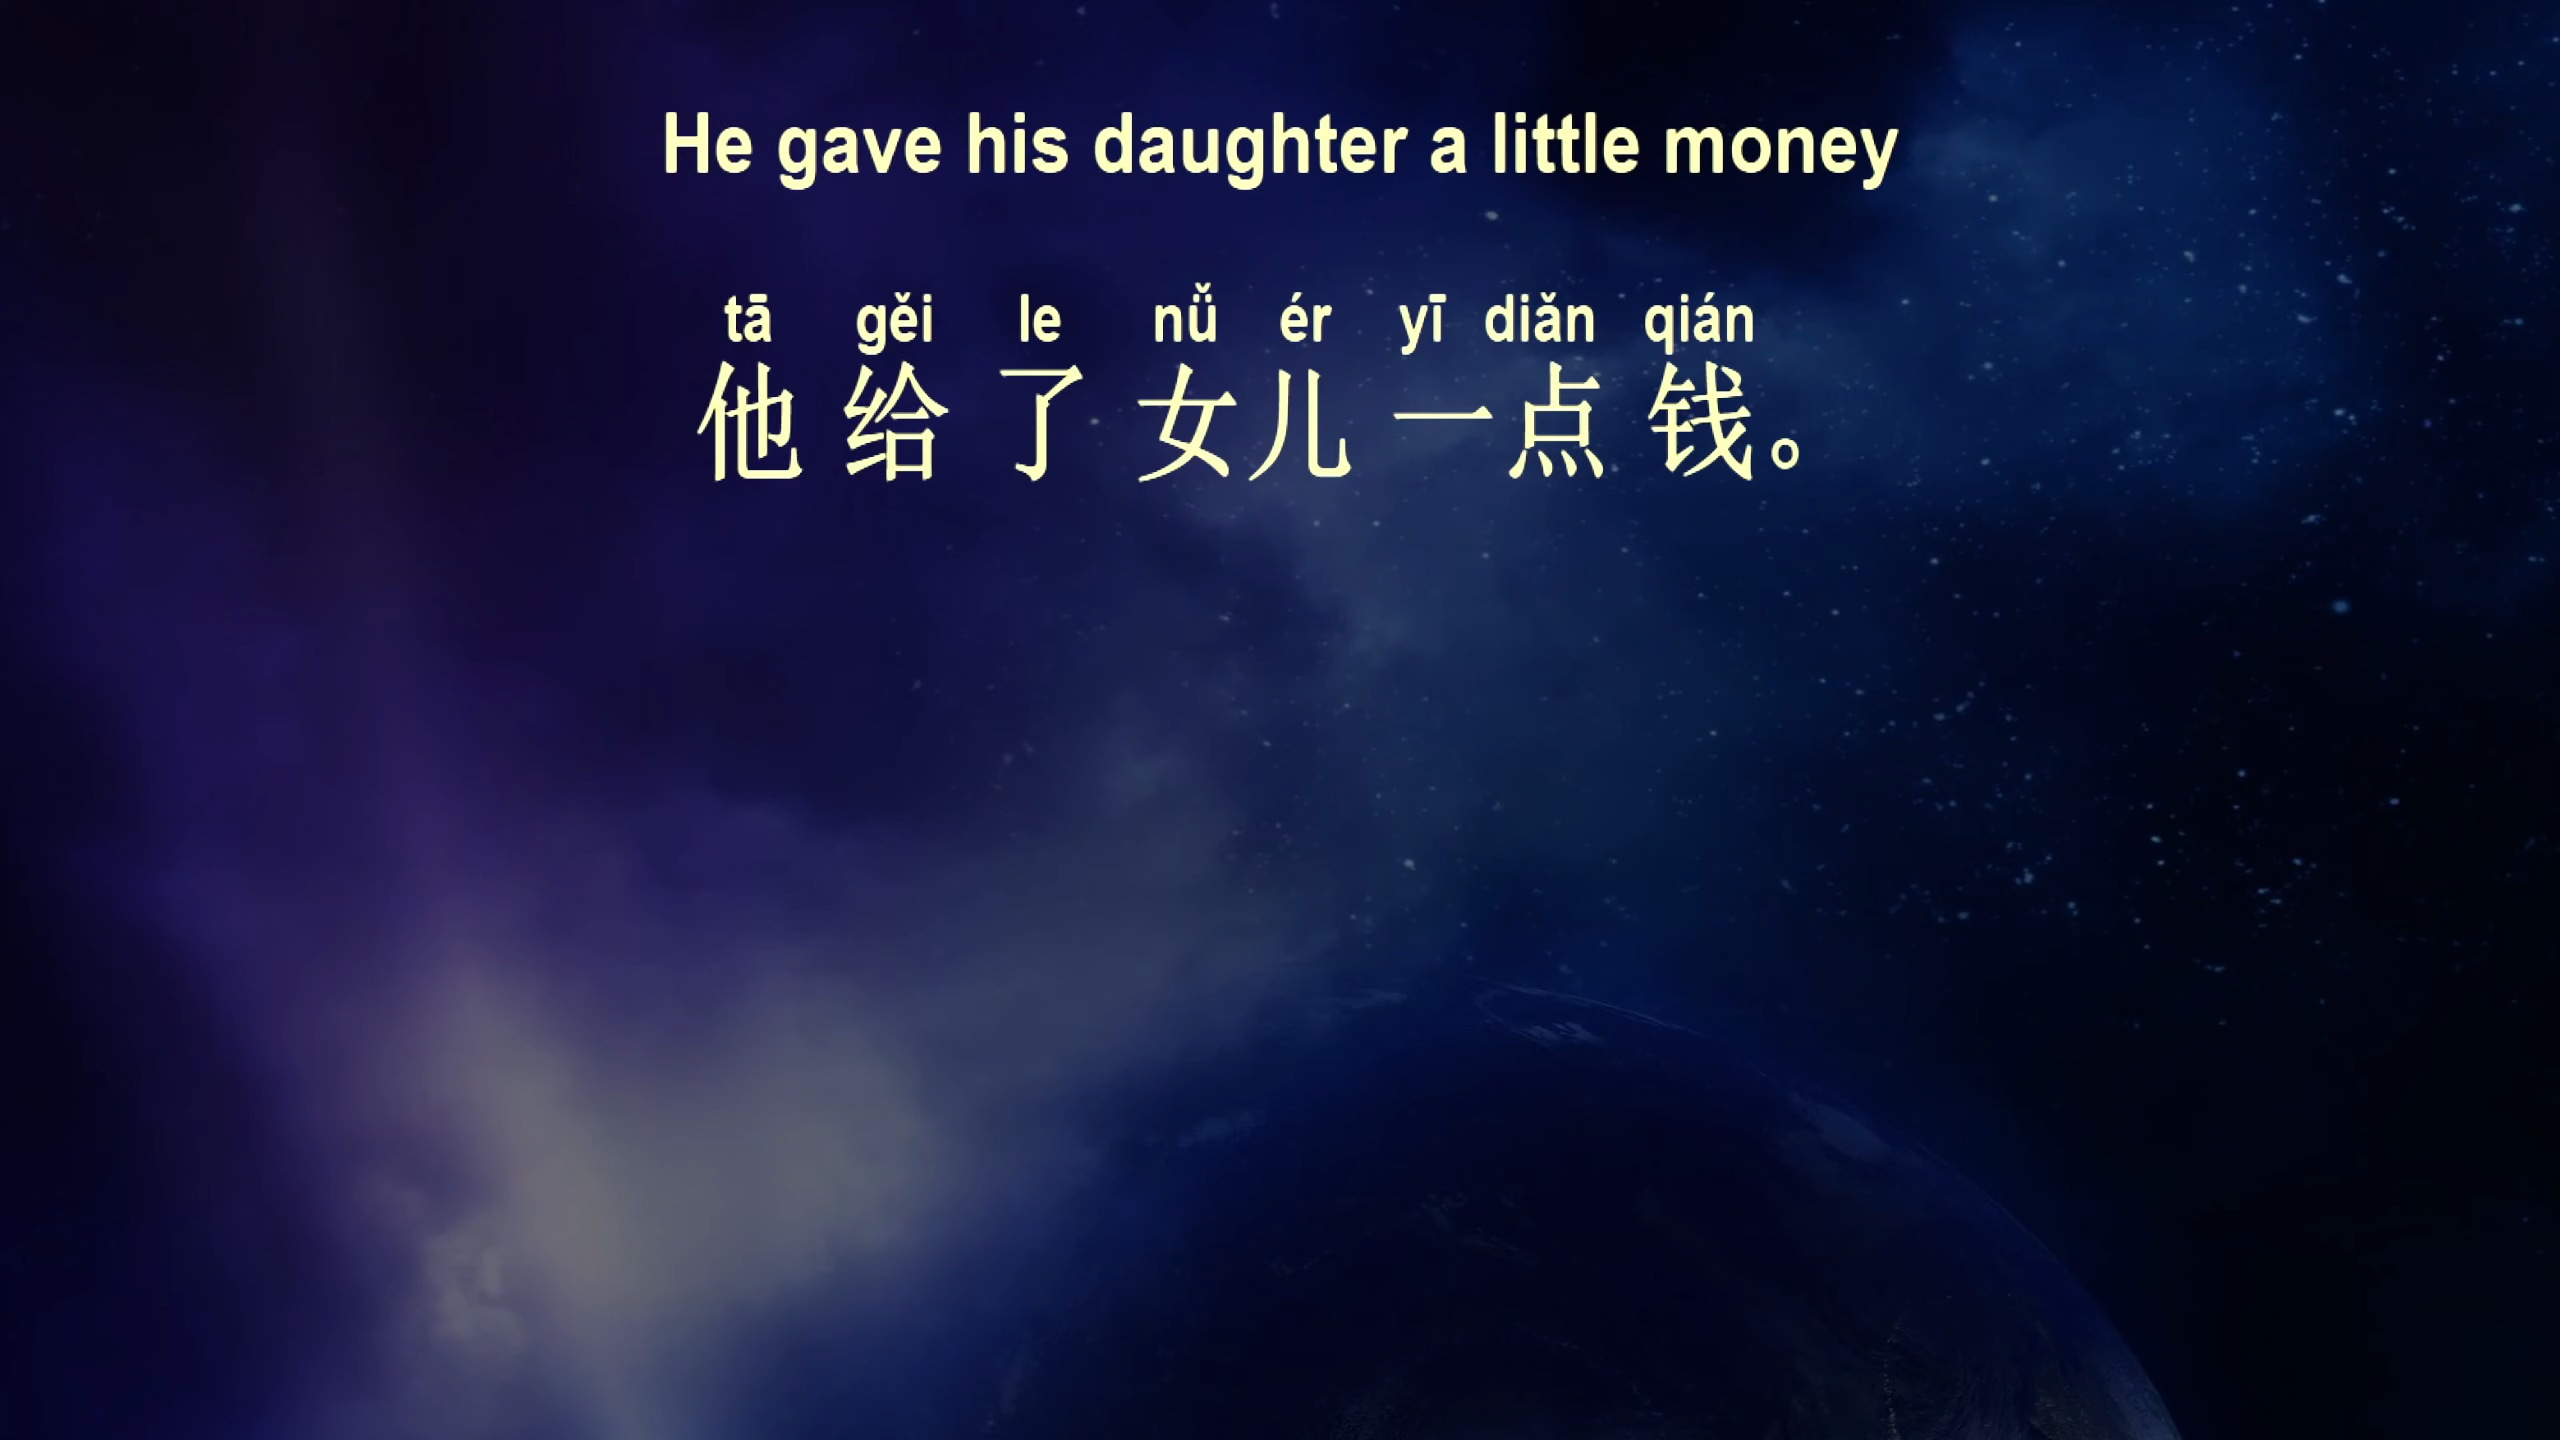 He gave his daughter a little money
tā gěi le nǚ ér yī diǎn qián
他 给 了 女儿 一点 钱。